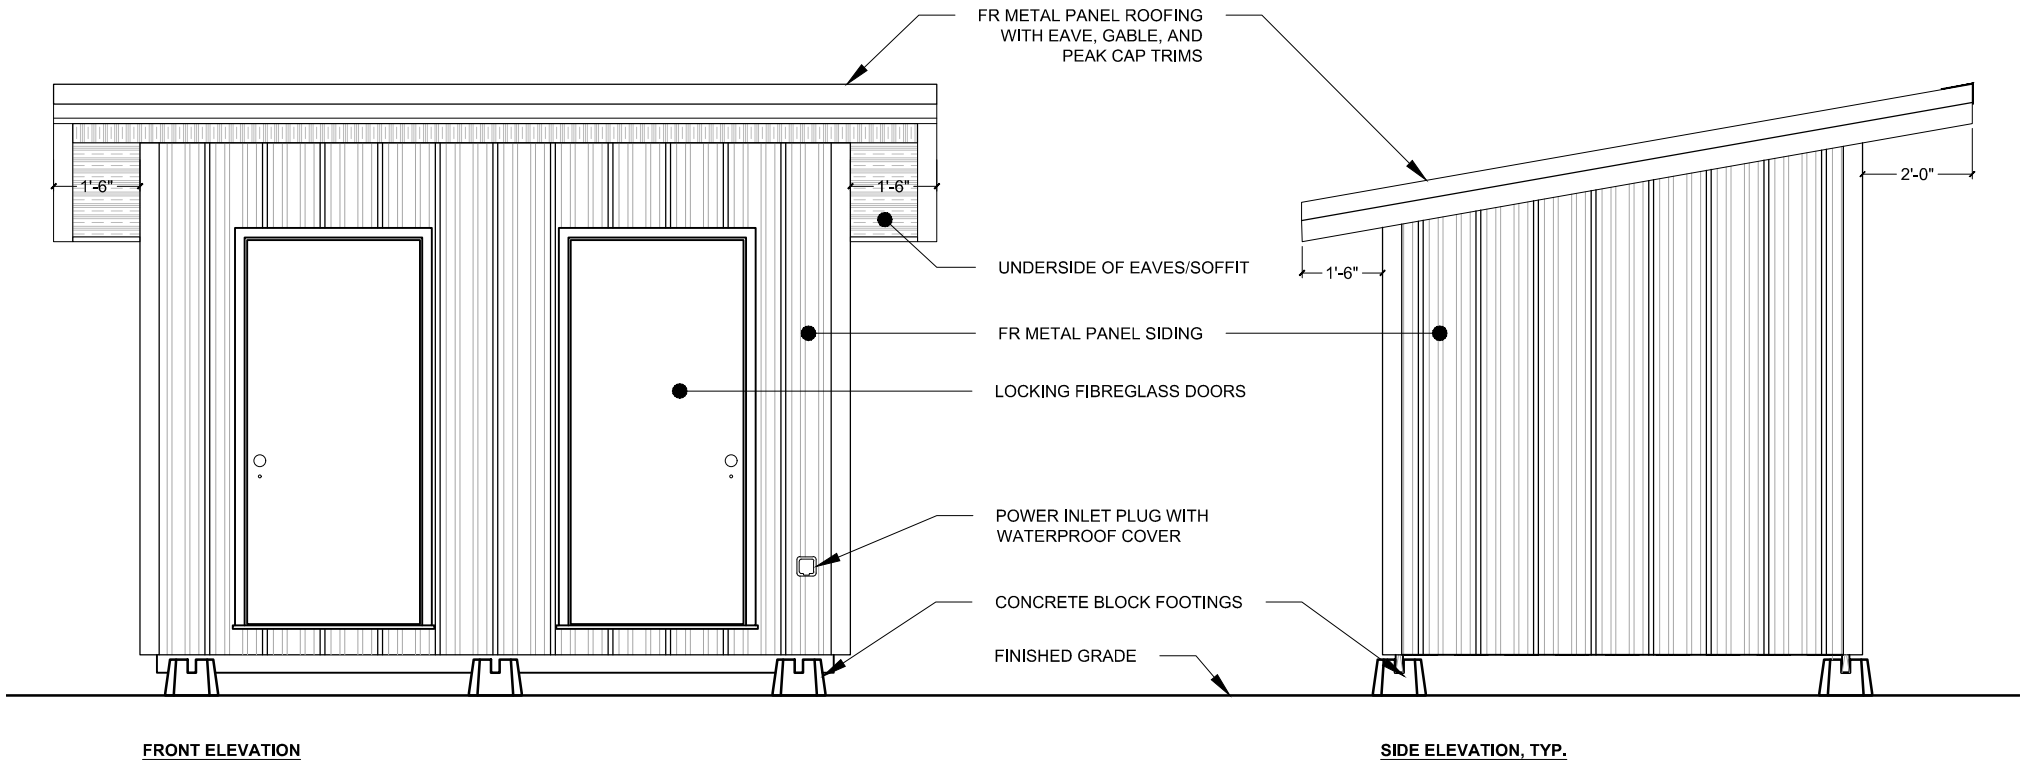 FR METAL PANEL ROOFING
WITH EAVE, GABLE, AND
PEAK CAP TRIMS
1'-6"
1'-6"
2'-0"
UNDERSIDE OF EAVES/SOFFIT
1'-6"
FR METAL PANEL SIDING
LOCKING FIBREGLASS DOORS
POWER INLET PLUG WITH
WATERPROOF COVER
CONCRETE BLOCK FOOTINGS
FINISHED GRADE
FRONT ELEVATION
SIDE ELEVATION, TYP.